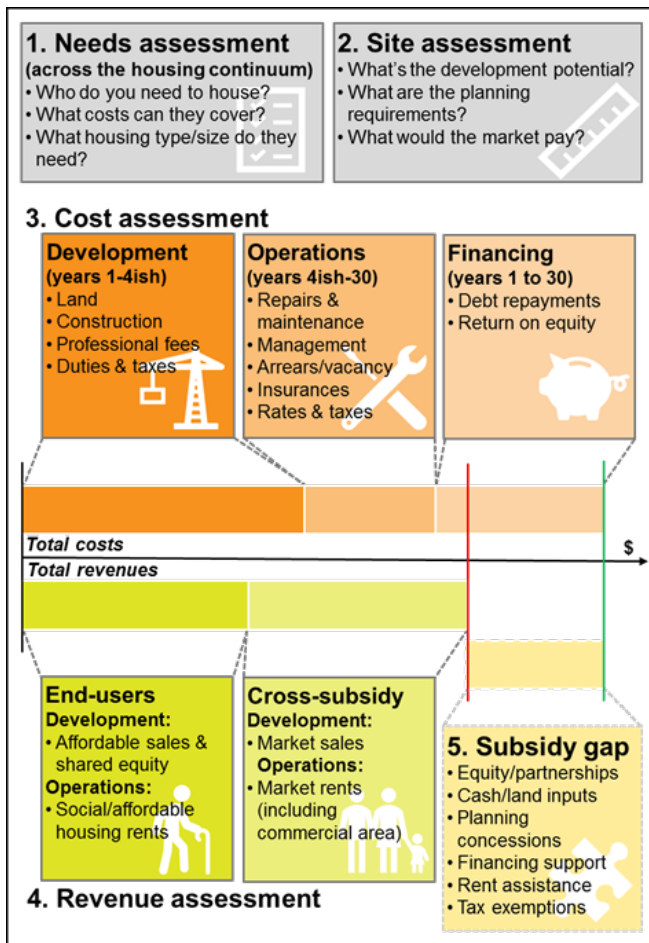 1. Needs assessment
(across the housing continuum)
• Who do you need to house?
• What costs can they cover?
• What housing type/size do they
need?
2. Site assessment
• What's the development potential?
• What are the planning
requirements?
• What would the market pay?
3. Cost assessment
Development
(years 1-4ish)
• Land
• Construction
• Professional fees
• Duties & taxes
Operations
(years 4ish-30)
• Repairs &
maintenance
• Management
• Arrears/vacancy
• Insurances
• Rates & taxes
Financing
(years 1 to 30)
• Debt repayments
• Return on equity
Total costs
$
Total revenues
End-users
Development:
• Affordable sales &
shared equity
Operations:
• Social/affordable
housing rents
Cross-subsidy
Development:
• Market sales
Operations:
• Market rents
(including
commercial area)
5. Subsidy gap
• Equity/partnerships
• Cash/land inputs
• Planning
concessions
• Financing support
• Rent assistance
• Tax exemptions
4. Revenue assessment